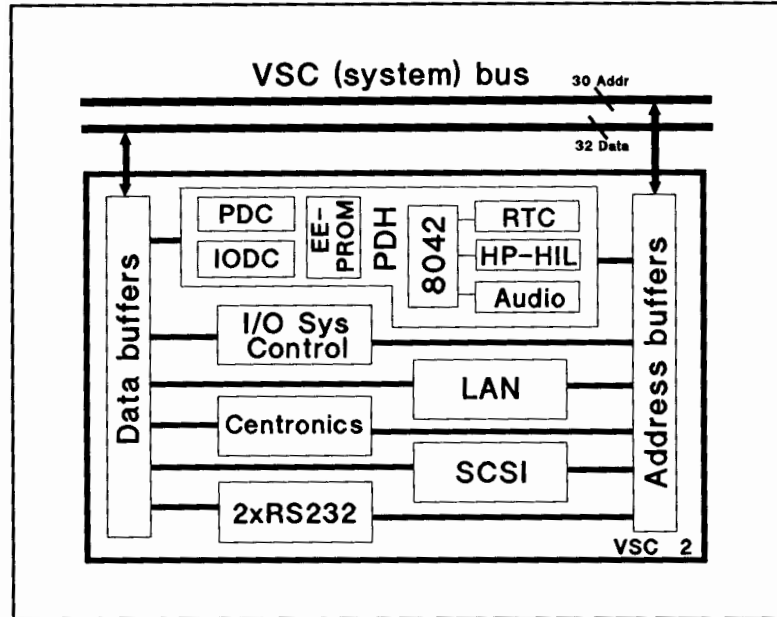 VSC (system) bus
30 Addr
32 Data
Data buffers
PDC
IODC
EE-
PROM
PDH
8042
RTC
HP-HIL
Audio
I/O Sys
Control
LAN
Centronics
SCSI
2xRS232
Address buffers
VSC 2